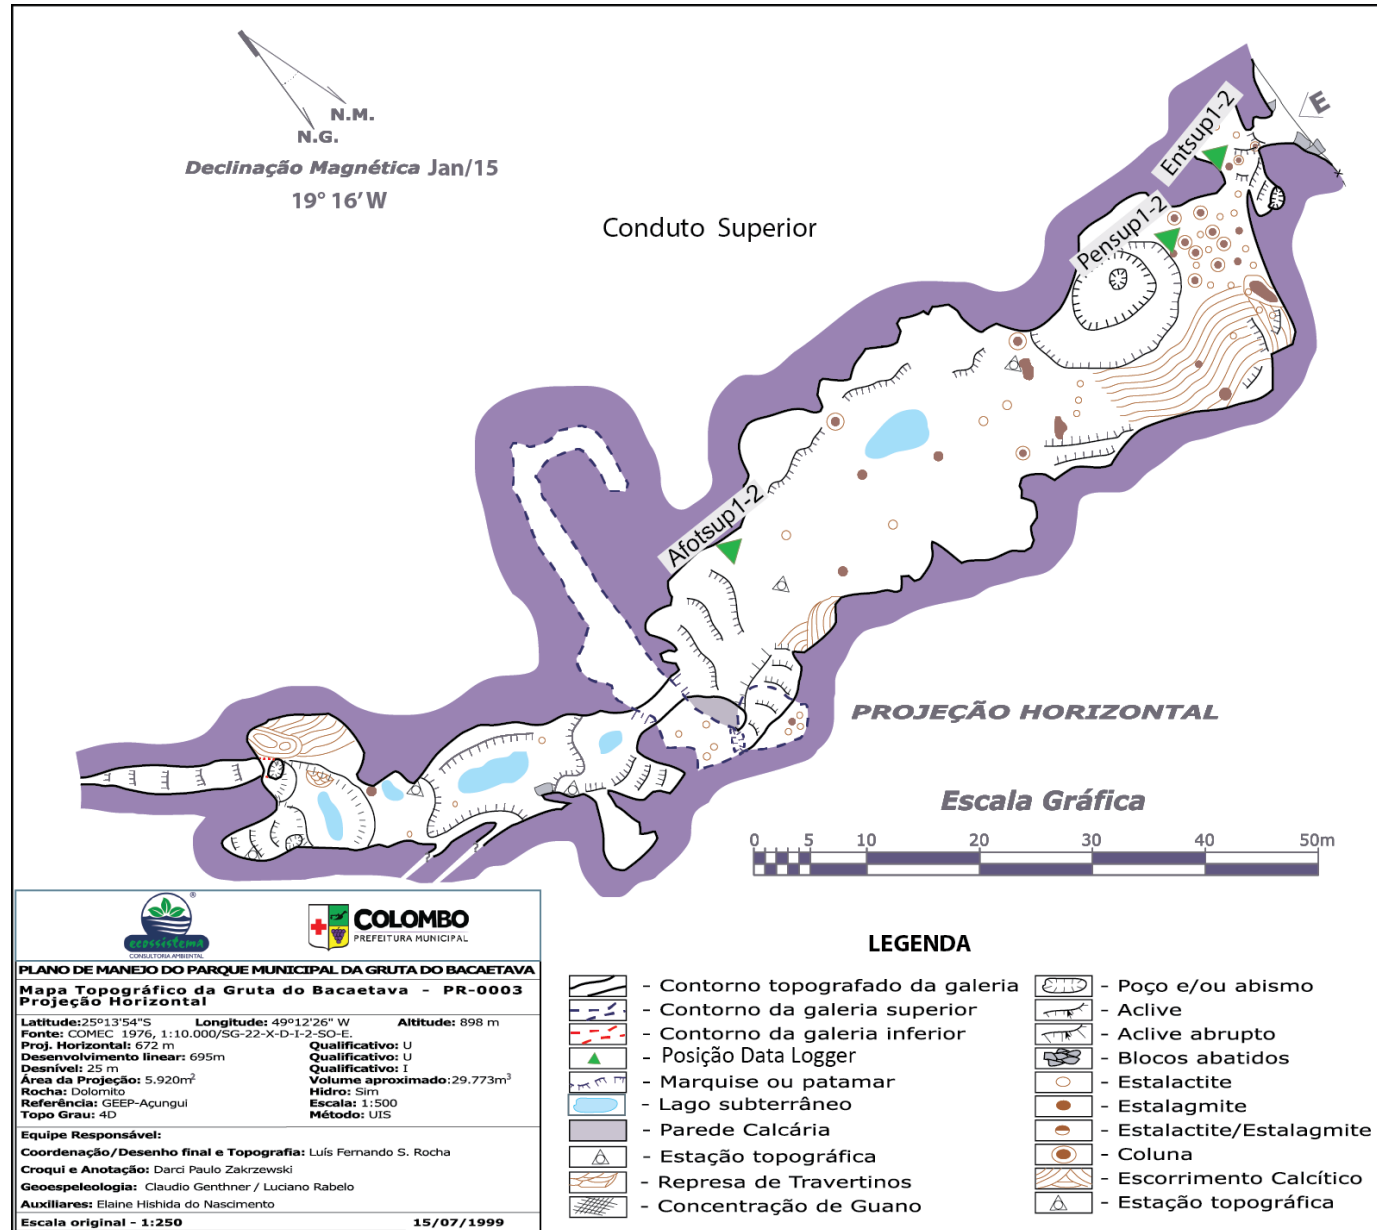 N.M.
N.G.
Declinação Magnética Jan/15
19° 16'W
Conduto Superior
Entsup1-2
E
Pensup1-2
Afotsup1-2
PROJEÇÃO HORIZONTAL
Escala Gráfica
0 5 10 20 30 40 50m
ecossistema
®
CONSULTORIA AMBIENTAL
COLOMBO
PREFEITURA MUNICIPAL
PLANO DE MANEJO DO PARQUE MUNICIPAL DA GRUTA DO BACAETAVA
Mapa Topográfico da Gruta do Bacaetava - PR-0003
Projeção Horizontal
Latitude:25º13'54"S Longitude: 49º12'26" W Altitude: 898 m
Fonte: COMEC 1976, 1:10.000/SG-22-X-D-I-2-SO-E.
Proj. Horizontal: 672 m Qualificativo: U
Desenvolvimento linear: 695m Qualificativo: U
Desnível: 25 m Qualificativo: I
Área da Projeção: 5.920m² Volume aproximado:29.773m³
Rocha: Dolomito Hidro: Sim
Referência: GEEP-Açungui Escala: 1:500
Topo Grau: 4D Método: UIS
Equipe Responsável:
Coordenação/Desenho final e Topografia: Luís Fernando S. Rocha
Croqui e Anotação: Darci Paulo Zakrzewski
Geoespeleologia: Claudio Genthner / Luciano Rabelo
Auxiliares: Elaine Hishida do Nascimento
Escala original - 1:250 15/07/1999
LEGENDA
- Contorno topografado da galeria
- Contorno da galeria superior
- Contorno da galeria inferior
- Posição Data Logger
- Marquise ou patamar
- Lago subterrâneo
- Parede Calcária
- Estação topográfica
- Represa de Travertinos
- Concentração de Guano
- Poço e/ou abismo
- Aclive
- Aclive abrupto
- Blocos abatidos
- Estalactite
- Estalagmite
- Estalactite/Estalagmite
- Coluna
- Escorrimento Calcítico
- Estação topográfica